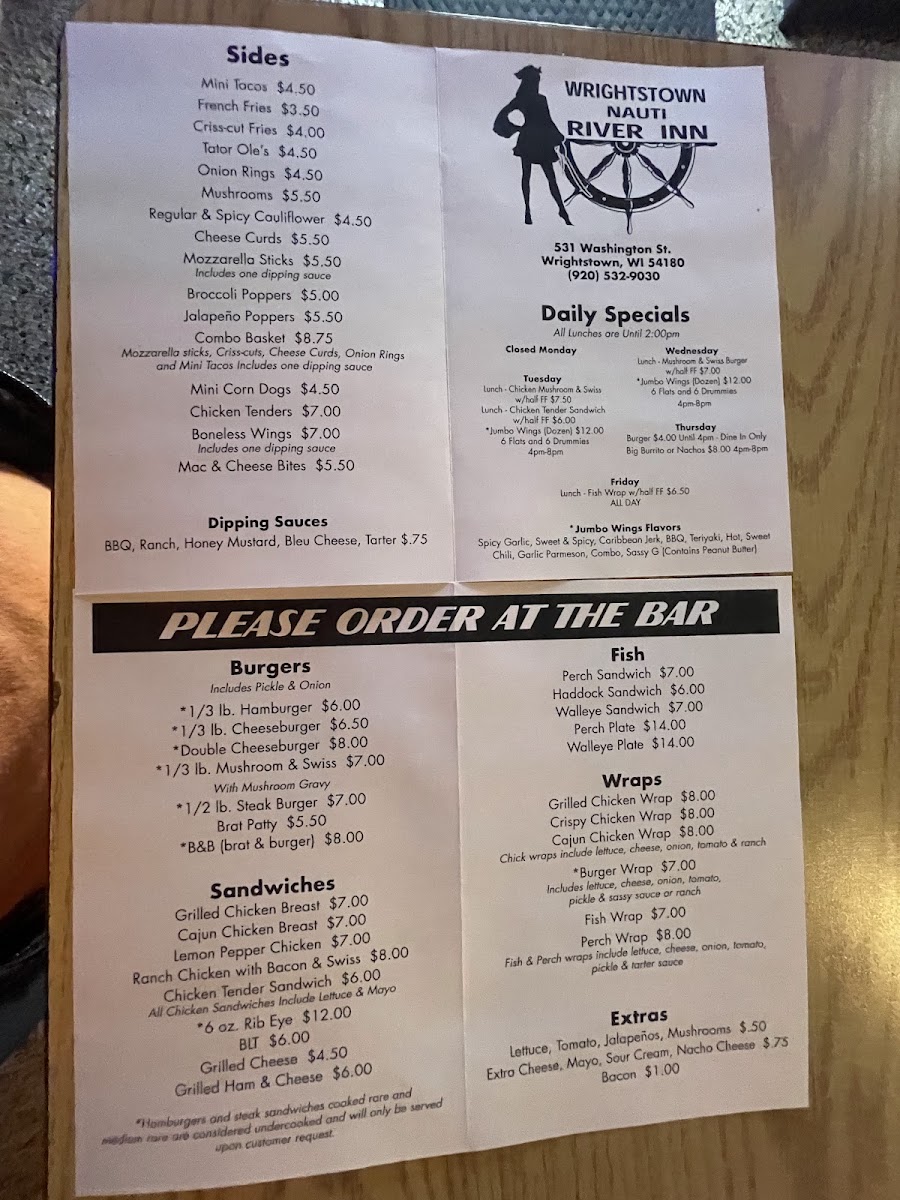 Sides
Mini Tacos $4.50
French Fries $3.50
Criss-cut Fries $4.00
Tator Ole's $4.50
Onion Rings $4.50
Mushrooms $5.50
Regular & Spicy Cauliflower $4.50
Cheese Curds $5.50
Mozzarella Sticks $5.50
Includes one dipping sauce
Broccoli Poppers $5.00
Jalapeño Poppers $5.50
Combo Basket $8.75
Mozzarella sticks, Criss-cuts, Cheese Curds, Onion Rings
and Mini Tacos Includes one dipping sauce
Mini Corn Dogs $4.50
Chicken Tenders $7.00
Boneless Wings $7.00
Includes one dipping sauce
Mac & Cheese Bites $5.50
Dipping Sauces
BBQ, Ranch, Honey Mustard, Bleu Cheese, Tarter $.75
WRIGHTSTOWN
NAUTI
RIVER INN
531 Washington St.
Wrightstown, WI 54180
(920) 532-9030
Daily Specials
All Lunches are Until 2:00pm
Closed Monday
Tuesday
Lunch - Chicken Mushroom & Swiss
w/half FF $7.50
Lunch - Chicken Tender Sandwich
w/half FF $6.00
*Jumbo Wings (Dozen) $12.00
6 Flats and 6 Drummies
4pm-8pm
Wednesday
Lunch - Mushroom & Swiss Burger
w/half FF $7.00
*Jumbo Wings (Dozen) $12.00
6 Flats and 6 Drummies
4pm-8pm
Thursday
Burger $4.00 Until 4pm - Dine In Only
Big Burrito or Nachos $8.00 4pm-8pm
Friday
Lunch - Fish Wrap w/half FF $6.50
ALL DAY
*Jumbo Wings Flavors
Spicy Garlic, Sweet & Spicy, Caribbean Jerk, BBQ, Teriyaki, Hot, Sweet
Chili, Garlic Parmeson, Combo, Sassy G (Contains Peanut Butter)
PLEASE ORDER AT THE BAR
Burgers
Includes Pickle & Onion
*1/3 lb. Hamburger $6.00
*1/3 lb. Cheeseburger $6.50
*Double Cheeseburger $8.00
*1/3 lb. Mushroom & Swiss $7.00
With Mushroom Gravy
*1/2 lb. Steak Burger $7.00
Brat Patty $5.50
*B&B (brat & burger) $8.00
Sandwiches
Grilled Chicken Breast $7.00
Cajun Chicken Breast $7.00
Lemon Pepper Chicken $7.00
Ranch Chicken with Bacon & Swiss $8.00
Chicken Tender Sandwich $6.00
All Chicken Sandwiches Include Lettuce & Mayo
*6 oz. Rib Eye $12.00
BLT $6.00
Grilled Cheese $4.50
Grilled Ham & Cheese $6.00
*Hamburgers and steak sandwiches cooked rare and
medium rare are considered undercooked and will only be served
upon customer request.
Fish
Perch Sandwich $7.00
Haddock Sandwich $6.00
Walleye Sandwich $7.00
Perch Plate $14.00
Walleye Plate $14.00
Wraps
Grilled Chicken Wrap $8.00
Crispy Chicken Wrap $8.00
Cajun Chicken Wrap $8.00
Chick wraps include lettuce, cheese, onion, tomato & ranch
*Burger Wrap $7.00
Includes lettuce, cheese, onion, tomato,
pickle & sassy sauce or ranch
Fish Wrap $7.00
Perch Wrap $8.00
Fish & Perch wraps include lettuce, cheese, onion, tomato,
pickle & tarter sauce
Extras
Lettuce, Tomato, Jalapeños, Mushrooms $.50
Extra Cheese, Mayo, Sour Cream, Nacho Cheese $.75
Bacon $1.00